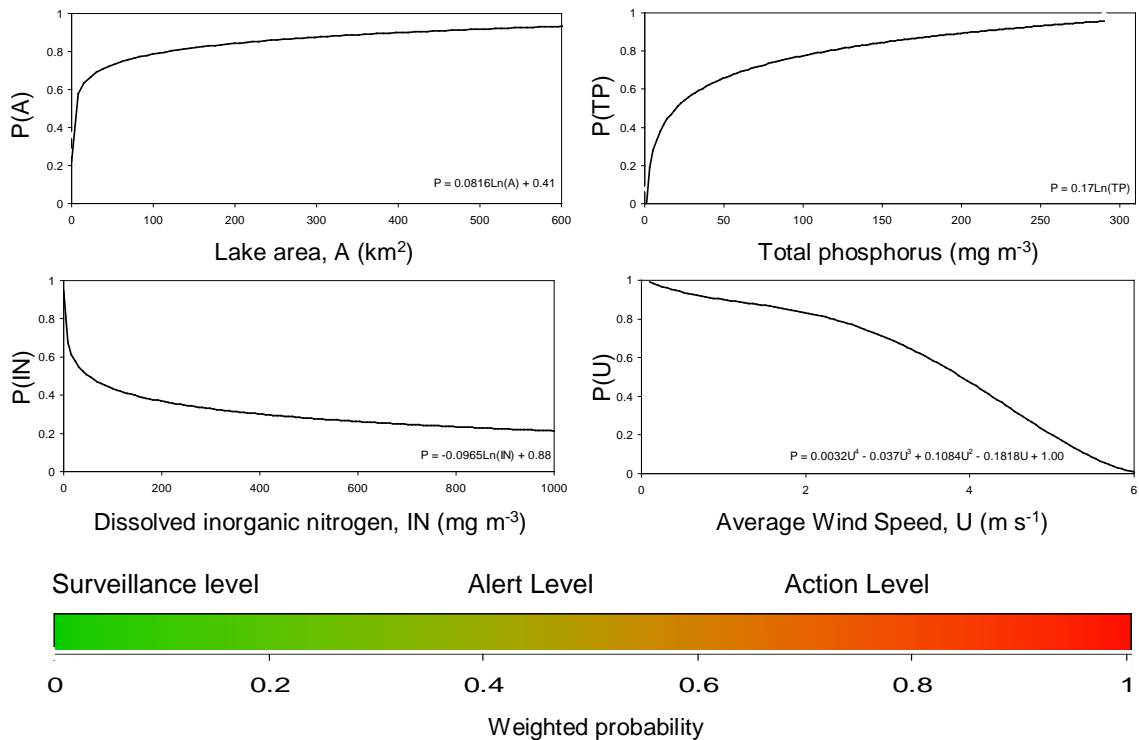 1
0.8
0.6
0.4
0.2
0
P(A)
P = 0.0816Ln(A) + 0.41
0 100 200 300 400 500 600
Lake area, A (km²)
1
0.8
0.6
0.4
0.2
0
P(TP)
P = 0.17Ln(TP)
0 50 100 150 200 250 300
Total phosphorus (mg m⁻³)
1
0.8
0.6
0.4
0.2
0
P(IN)
P = -0.0965Ln(IN) + 0.88
0 200 400 600 800 1000
Dissolved inorganic nitrogen, IN (mg m⁻³)
1
0.8
0.6
0.4
0.2
0
P(U)
P = 0.0032U⁴ - 0.037U³ + 0.1084U² - 0.1818U + 1.00
0 2 4 6
Average Wind Speed, U (m s⁻¹)
Surveillance level Alert Level Action Level
0 0.2 0.4 0.6 0.8 1
Weighted probability